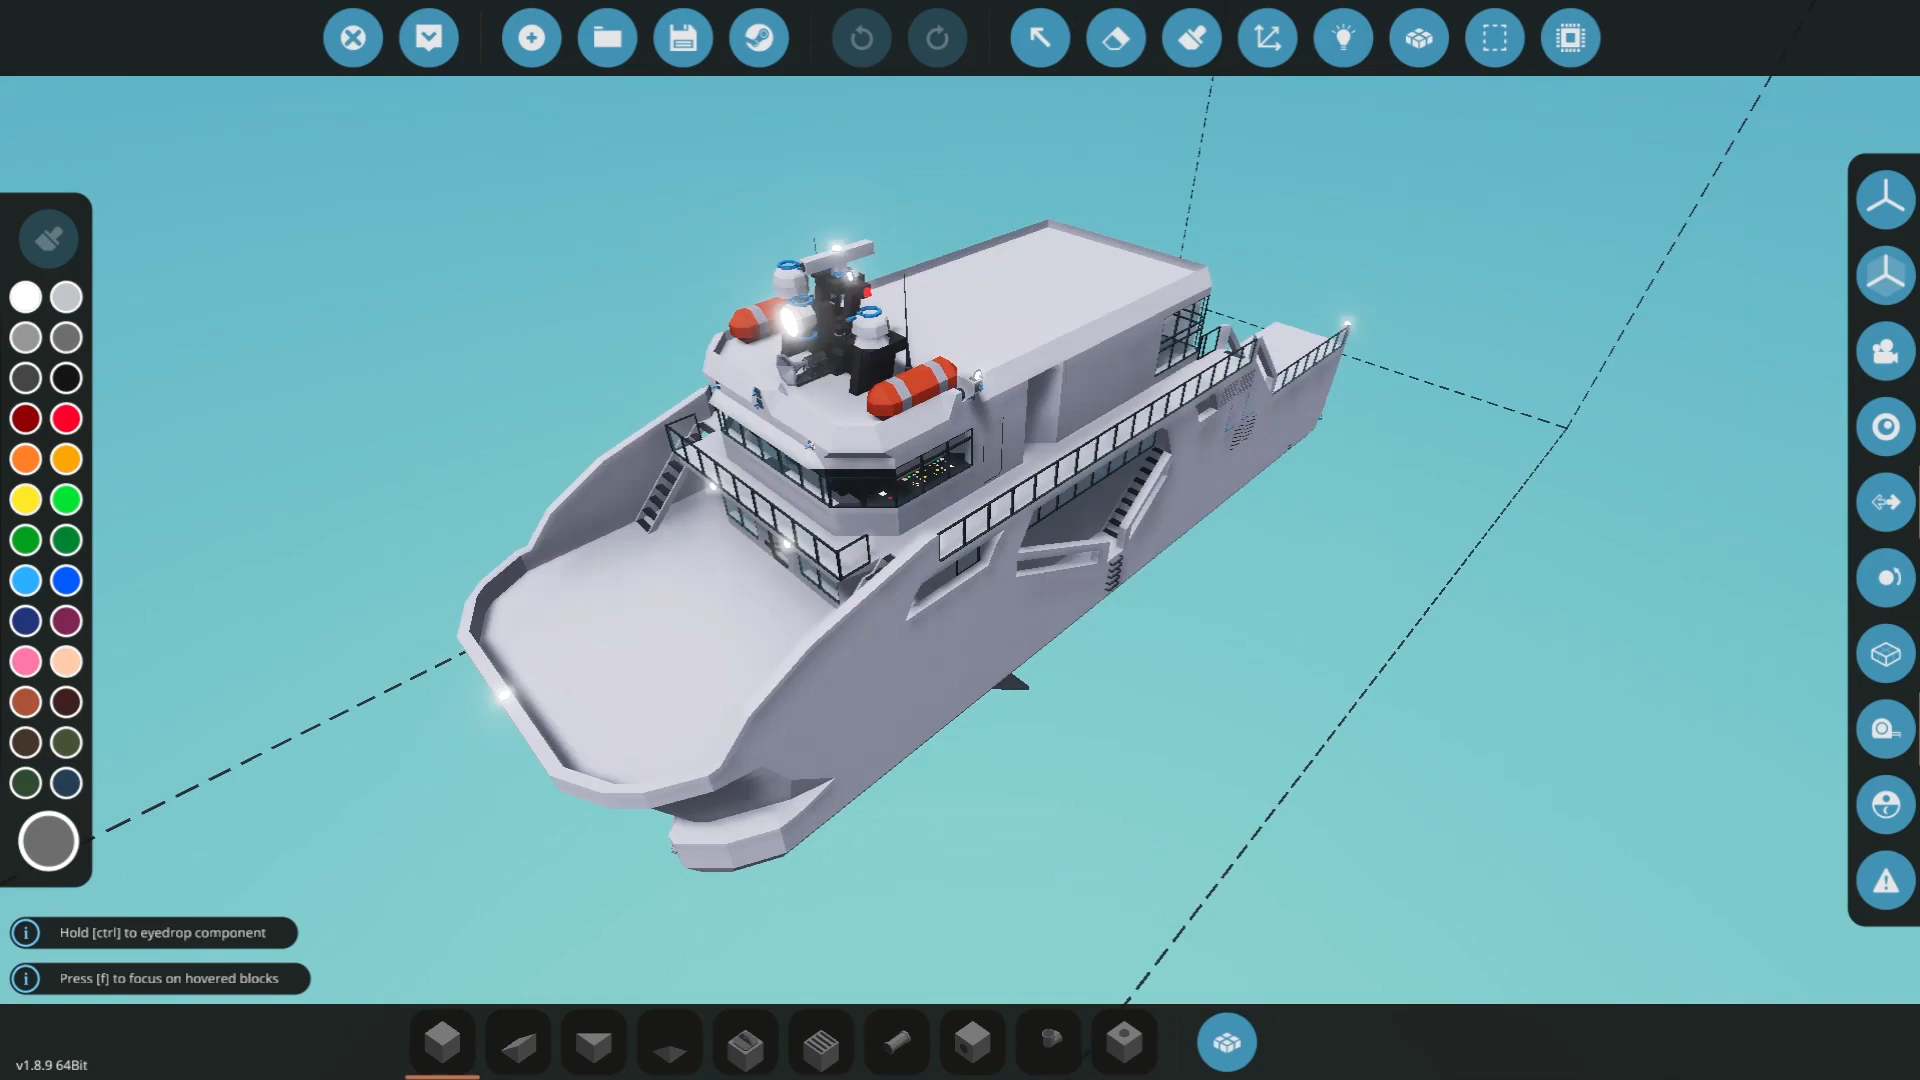 Hold [ctrl] to eyedrop component
Press [f] to focus on hovered blocks
v1.8.9 64Bit